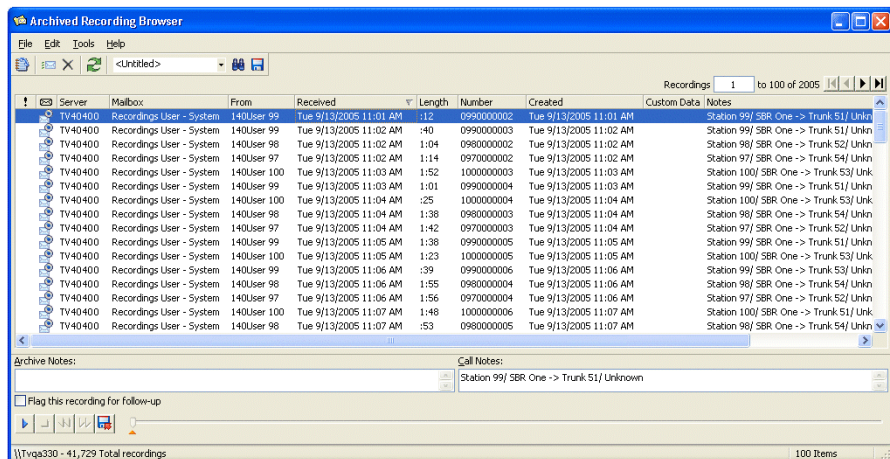 Archived Recording Browser
File Edit Tools Help
<Untitled>
Recordings 1 to 100 of 2005
! Server Mailbox From Received Length Number Created Custom Data Notes
TV40400 Recordings User - System 140User 99 Tue 9/13/2005 11:01 AM :12 0990000002 Tue 9/13/2005 11:01 AM Station 99/ SBR One -> Trunk 51/ Unkn
TV40400 Recordings User - System 140User 99 Tue 9/13/2005 11:02 AM :40 0990000003 Tue 9/13/2005 11:02 AM Station 99/ SBR One -> Trunk 51/ Unkn
TV40400 Recordings User - System 140User 98 Tue 9/13/2005 11:02 AM 1:04 0980000002 Tue 9/13/2005 11:02 AM Station 98/ SBR One -> Trunk 52/ Unkn
TV40400 Recordings User - System 140User 97 Tue 9/13/2005 11:02 AM 1:14 0970000002 Tue 9/13/2005 11:02 AM Station 97/ SBR One -> Trunk 54/ Unkn
TV40400 Recordings User - System 140User 100 Tue 9/13/2005 11:03 AM 1:52 1000000003 Tue 9/13/2005 11:03 AM Station 100/ SBR One -> Trunk 53/ Unk
TV40400 Recordings User - System 140User 99 Tue 9/13/2005 11:03 AM 1:01 0990000004 Tue 9/13/2005 11:03 AM Station 99/ SBR One -> Trunk 51/ Unkn
TV40400 Recordings User - System 140User 100 Tue 9/13/2005 11:04 AM :25 1000000004 Tue 9/13/2005 11:04 AM Station 100/ SBR One -> Trunk 53/ Unk
TV40400 Recordings User - System 140User 98 Tue 9/13/2005 11:04 AM 1:38 0980000003 Tue 9/13/2005 11:04 AM Station 98/ SBR One -> Trunk 54/ Unkn
TV40400 Recordings User - System 140User 97 Tue 9/13/2005 11:04 AM 1:42 0970000003 Tue 9/13/2005 11:04 AM Station 97/ SBR One -> Trunk 52/ Unkn
TV40400 Recordings User - System 140User 99 Tue 9/13/2005 11:05 AM 1:38 0990000005 Tue 9/13/2005 11:05 AM Station 99/ SBR One -> Trunk 51/ Unkn
TV40400 Recordings User - System 140User 100 Tue 9/13/2005 11:05 AM 1:23 1000000005 Tue 9/13/2005 11:05 AM Station 100/ SBR One -> Trunk 53/ Unk
TV40400 Recordings User - System 140User 99 Tue 9/13/2005 11:06 AM :39 0990000006 Tue 9/13/2005 11:06 AM Station 99/ SBR One -> Trunk 53/ Unkn
TV40400 Recordings User - System 140User 98 Tue 9/13/2005 11:06 AM 1:55 0980000004 Tue 9/13/2005 11:06 AM Station 98/ SBR One -> Trunk 54/ Unkn
TV40400 Recordings User - System 140User 97 Tue 9/13/2005 11:06 AM 1:56 0970000004 Tue 9/13/2005 11:06 AM Station 97/ SBR One -> Trunk 52/ Unkn
TV40400 Recordings User - System 140User 100 Tue 9/13/2005 11:07 AM 1:48 1000000006 Tue 9/13/2005 11:07 AM Station 100/ SBR One -> Trunk 51/ Unk
TV40400 Recordings User - System 140User 98 Tue 9/13/2005 11:07 AM :53 0980000005 Tue 9/13/2005 11:07 AM Station 98/ SBR One -> Trunk 54/ Unkn
Archive Notes: Call Notes:
Station 99/ SBR One -> Trunk 51/ Unknown
Flag this recording for follow-up
\\Tvqa330 - 41,729 Total recordings 100 Items